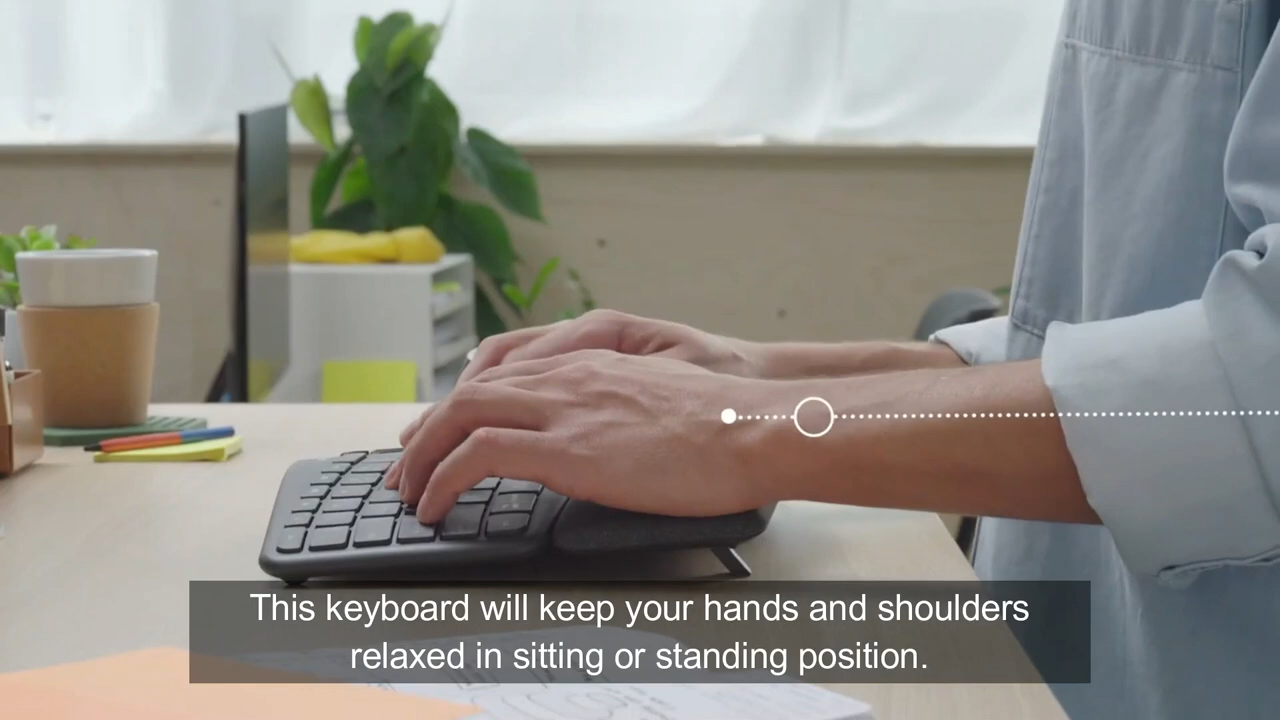 This keyboard will keep your hands and shoulders
relaxed in sitting or standing position.